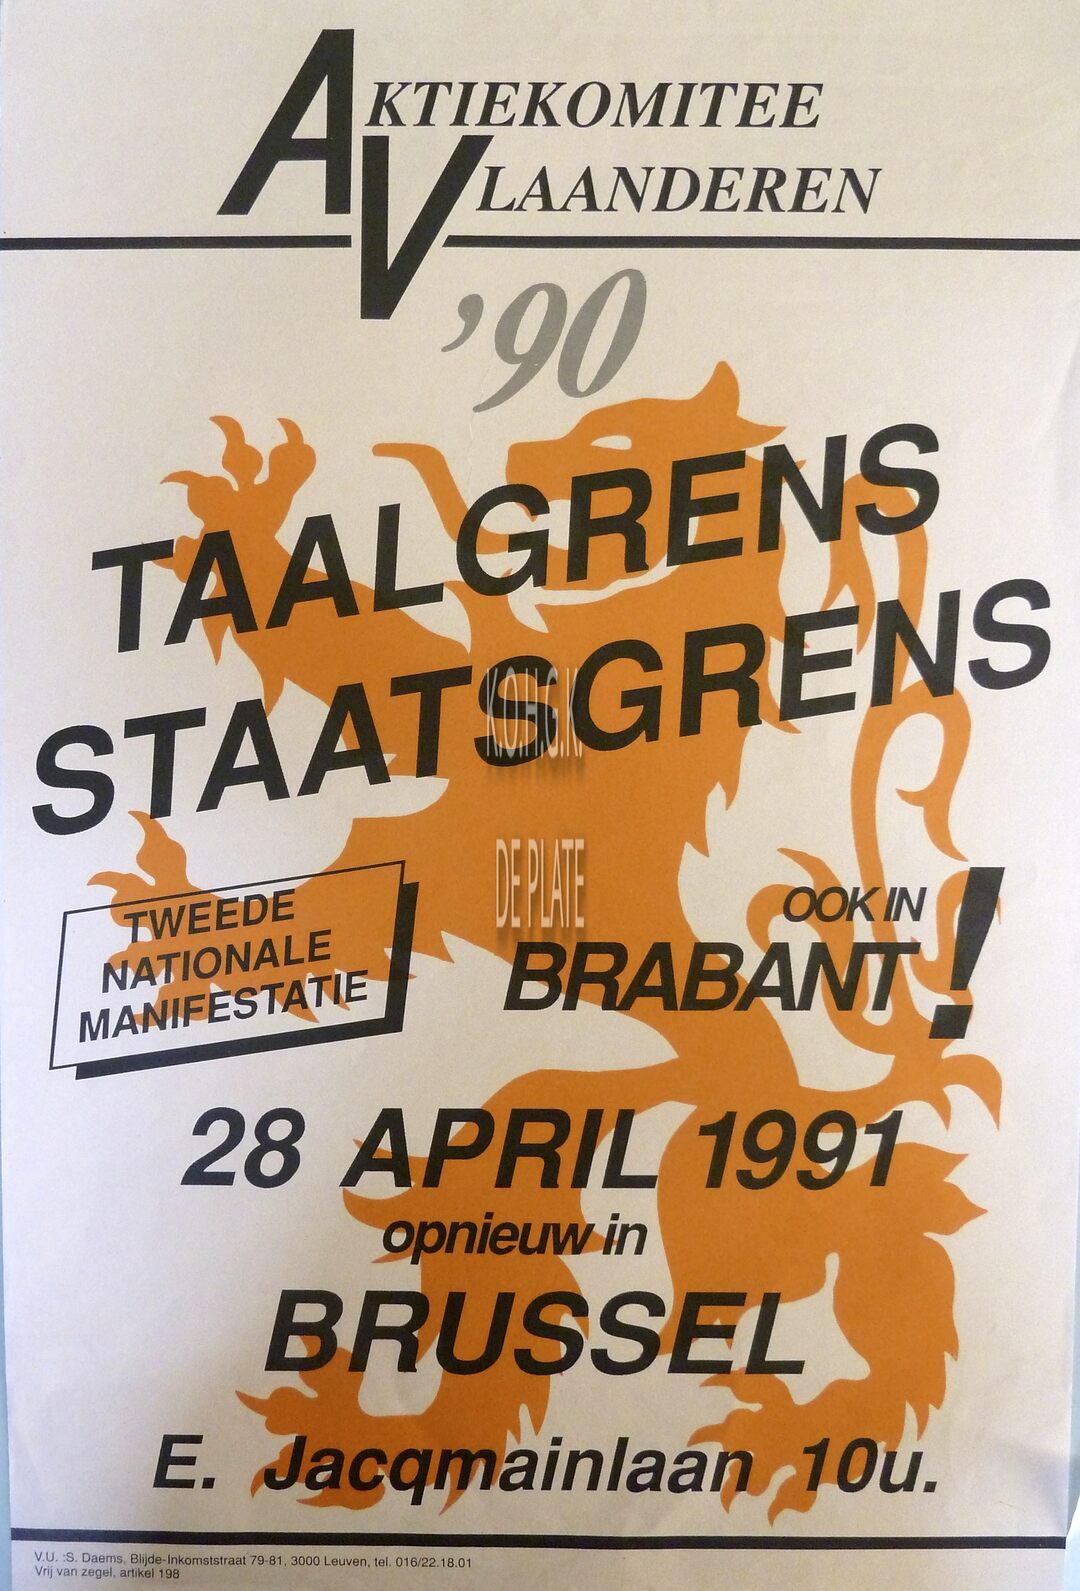 AKTIEKOMITEE
VLAANDEREN
'90
TAALGRENS
STAATSGRENS
K.O.H.G.K.
DE PLATE
TWEEDE
NATIONALE
MANIFESTATIE
OOK IN
BRABANT!
28 APRIL 1991
opnieuw in
BRUSSEL
E. Jacqmainlaan 10u.
V.U. :S. Daems, Blijde-Inkomststraat 79-81, 3000 Leuven, tel. 016/22.18.01
Vrij van zegel, artikel 198